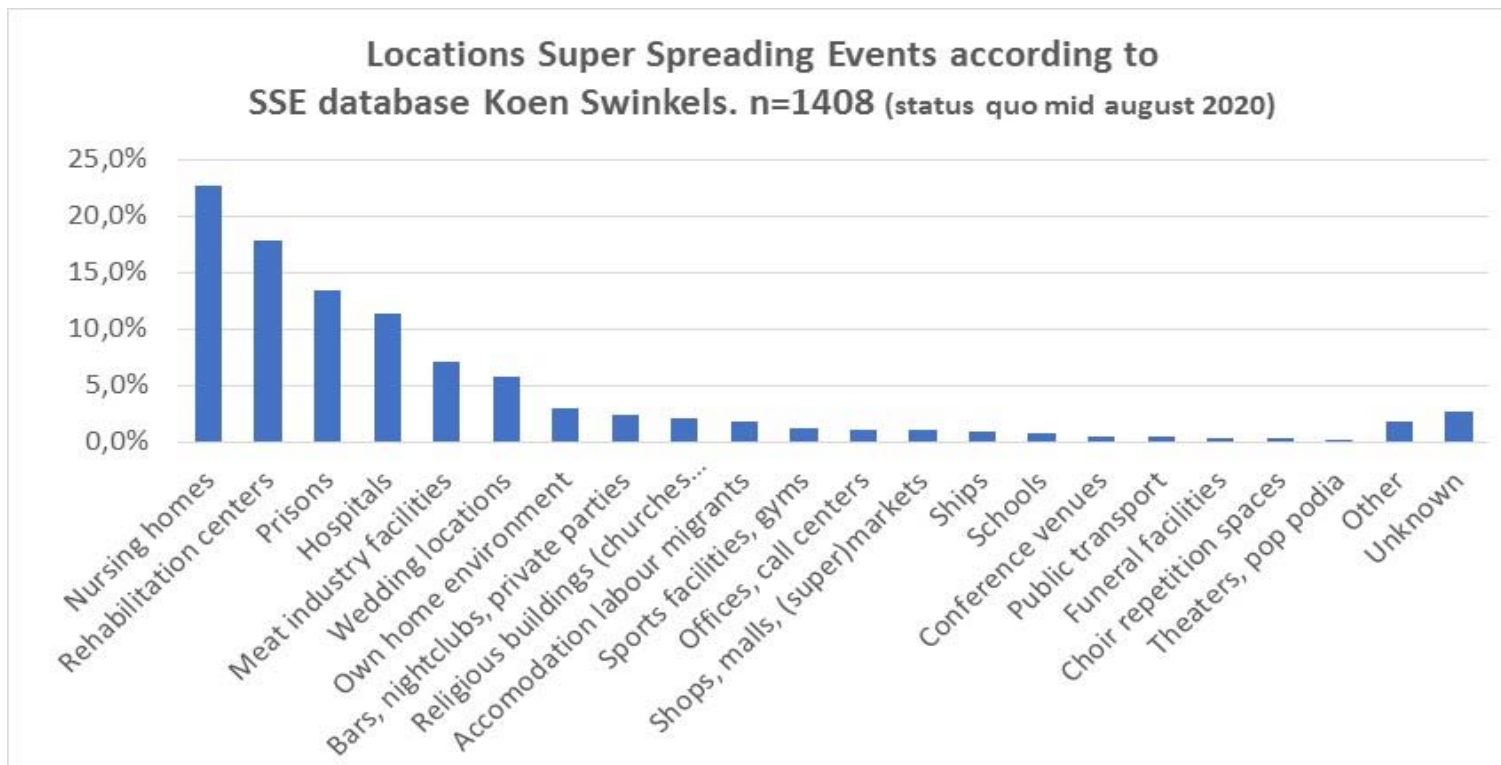 Locations Super Spreading Events according to
SSE database Koen Swinkels. n=1408 (status quo mid august 2020)
25,0%
20,0%
15,0%
10,0%
5,0%
0,0%
Nursing homes
Rehabilitation centers
Prisons
Hospitals
Meat industry facilities
Wedding locations
Own home environment
Bars, nightclubs, private parties
Religious buildings (churches...
Accomodation labour migrants
Sports facilities, gyms
Offices, call centers
Shops, malls, (super)markets
Ships
Schools
Conference venues
Public transport
Funeral facilities
Choir repetition spaces
Theaters, pop podia
Other
Unknown